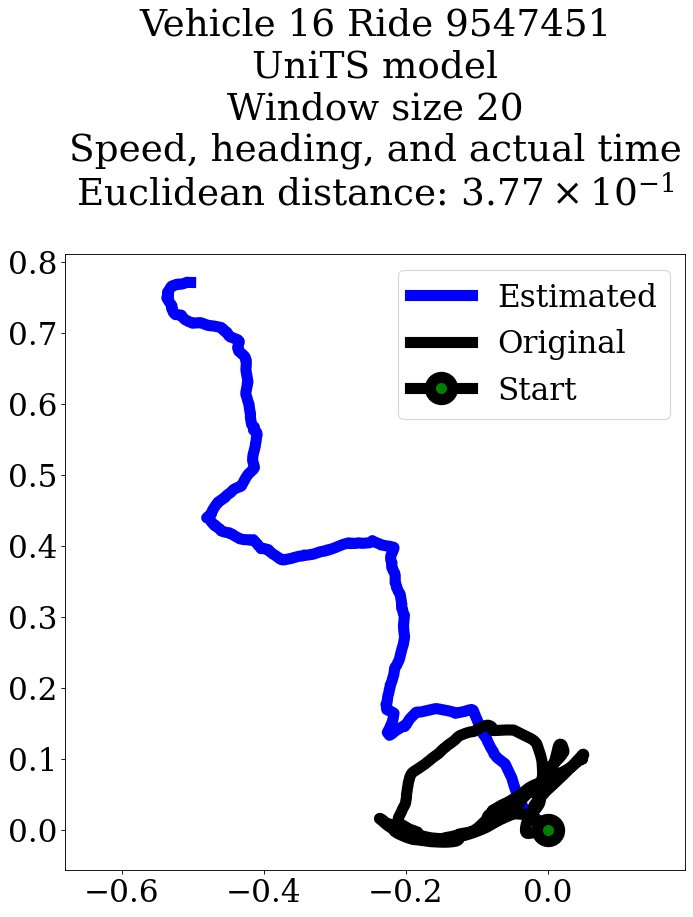 Vehicle 16 Ride 9547451
UniTS model
Window size 20
Speed, heading, and actual time
Euclidean distance: 3.77 × 10⁻¹
Estimated
Original
Start
0.8
0.7
0.6
0.5
0.4
0.3
0.2
0.1
0.0
−0.6 −0.4 −0.2 0.0